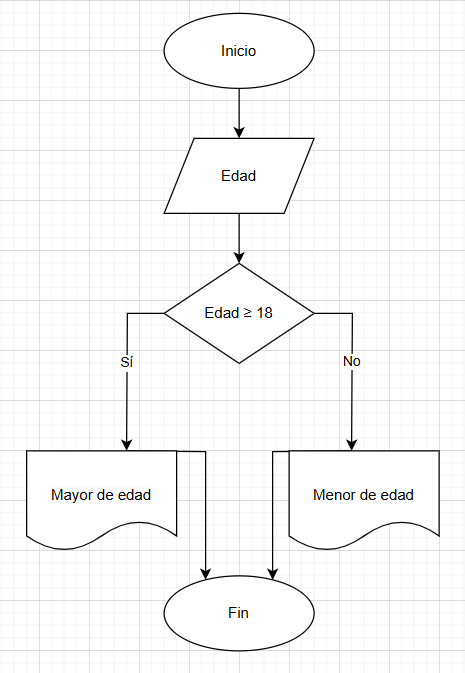 Inicio
Edad
Edad ≥ 18
Sí
No
Mayor de edad
Menor de edad
Fin